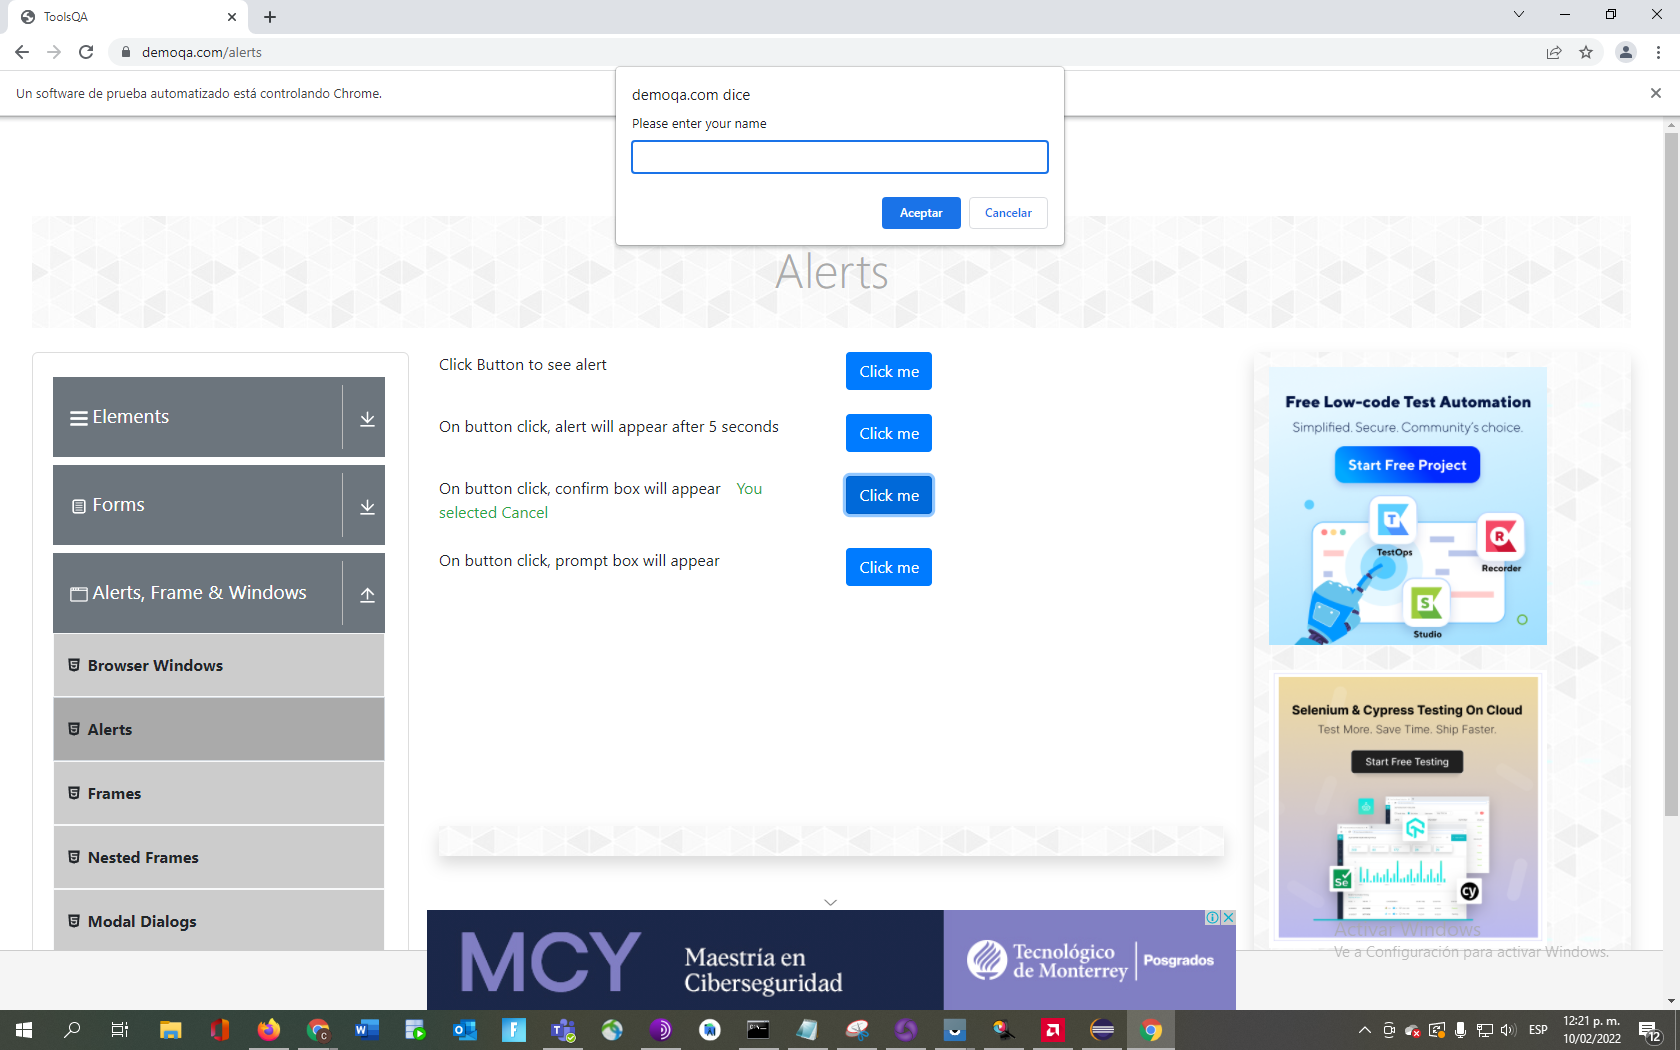 ToolsQA
demoqa.com/alerts
Un software de prueba automatizado está controlando Chrome.
demoqa.com dice
Please enter your name
Aceptar
Cancelar
Alerts
Elements
Forms
Alerts, Frame & Windows
Browser Windows
Alerts
Frames
Nested Frames
Modal Dialogs
Click Button to see alert
Click me
On button click, alert will appear after 5 seconds
Click me
On button click, confirm box will appear You
selected Cancel
Click me
On button click, prompt box will appear
Click me
Free Low-code Test Automation
Simplified. Secure. Community's choice.
Start Free Project
TestOps
Recorder
Studio
Selenium & Cypress Testing On Cloud
Test More. Save Time. Ship Faster.
Start Free Testing
Se
cy
Activar Windows
Ve a Configuración para activar Windows.
MCY
Maestría en
Ciberseguridad
Tecnológico
de Monterrey
Posgrados
ESP
12:21 p. m.
10/02/2022
12